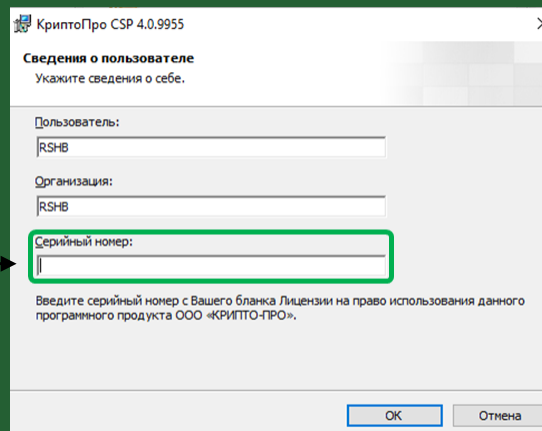 КриптоПро CSP 4.0.9955
Сведения о пользователе
Укажите сведения о себе.
Пользователь:
RSHB
Организация:
RSHB
Серийный номер:
Введите серийный номер с Вашего бланка Лицензии на право использования данного
программного продукта ООО «КРИПТО-ПРО».
OK
Отмена